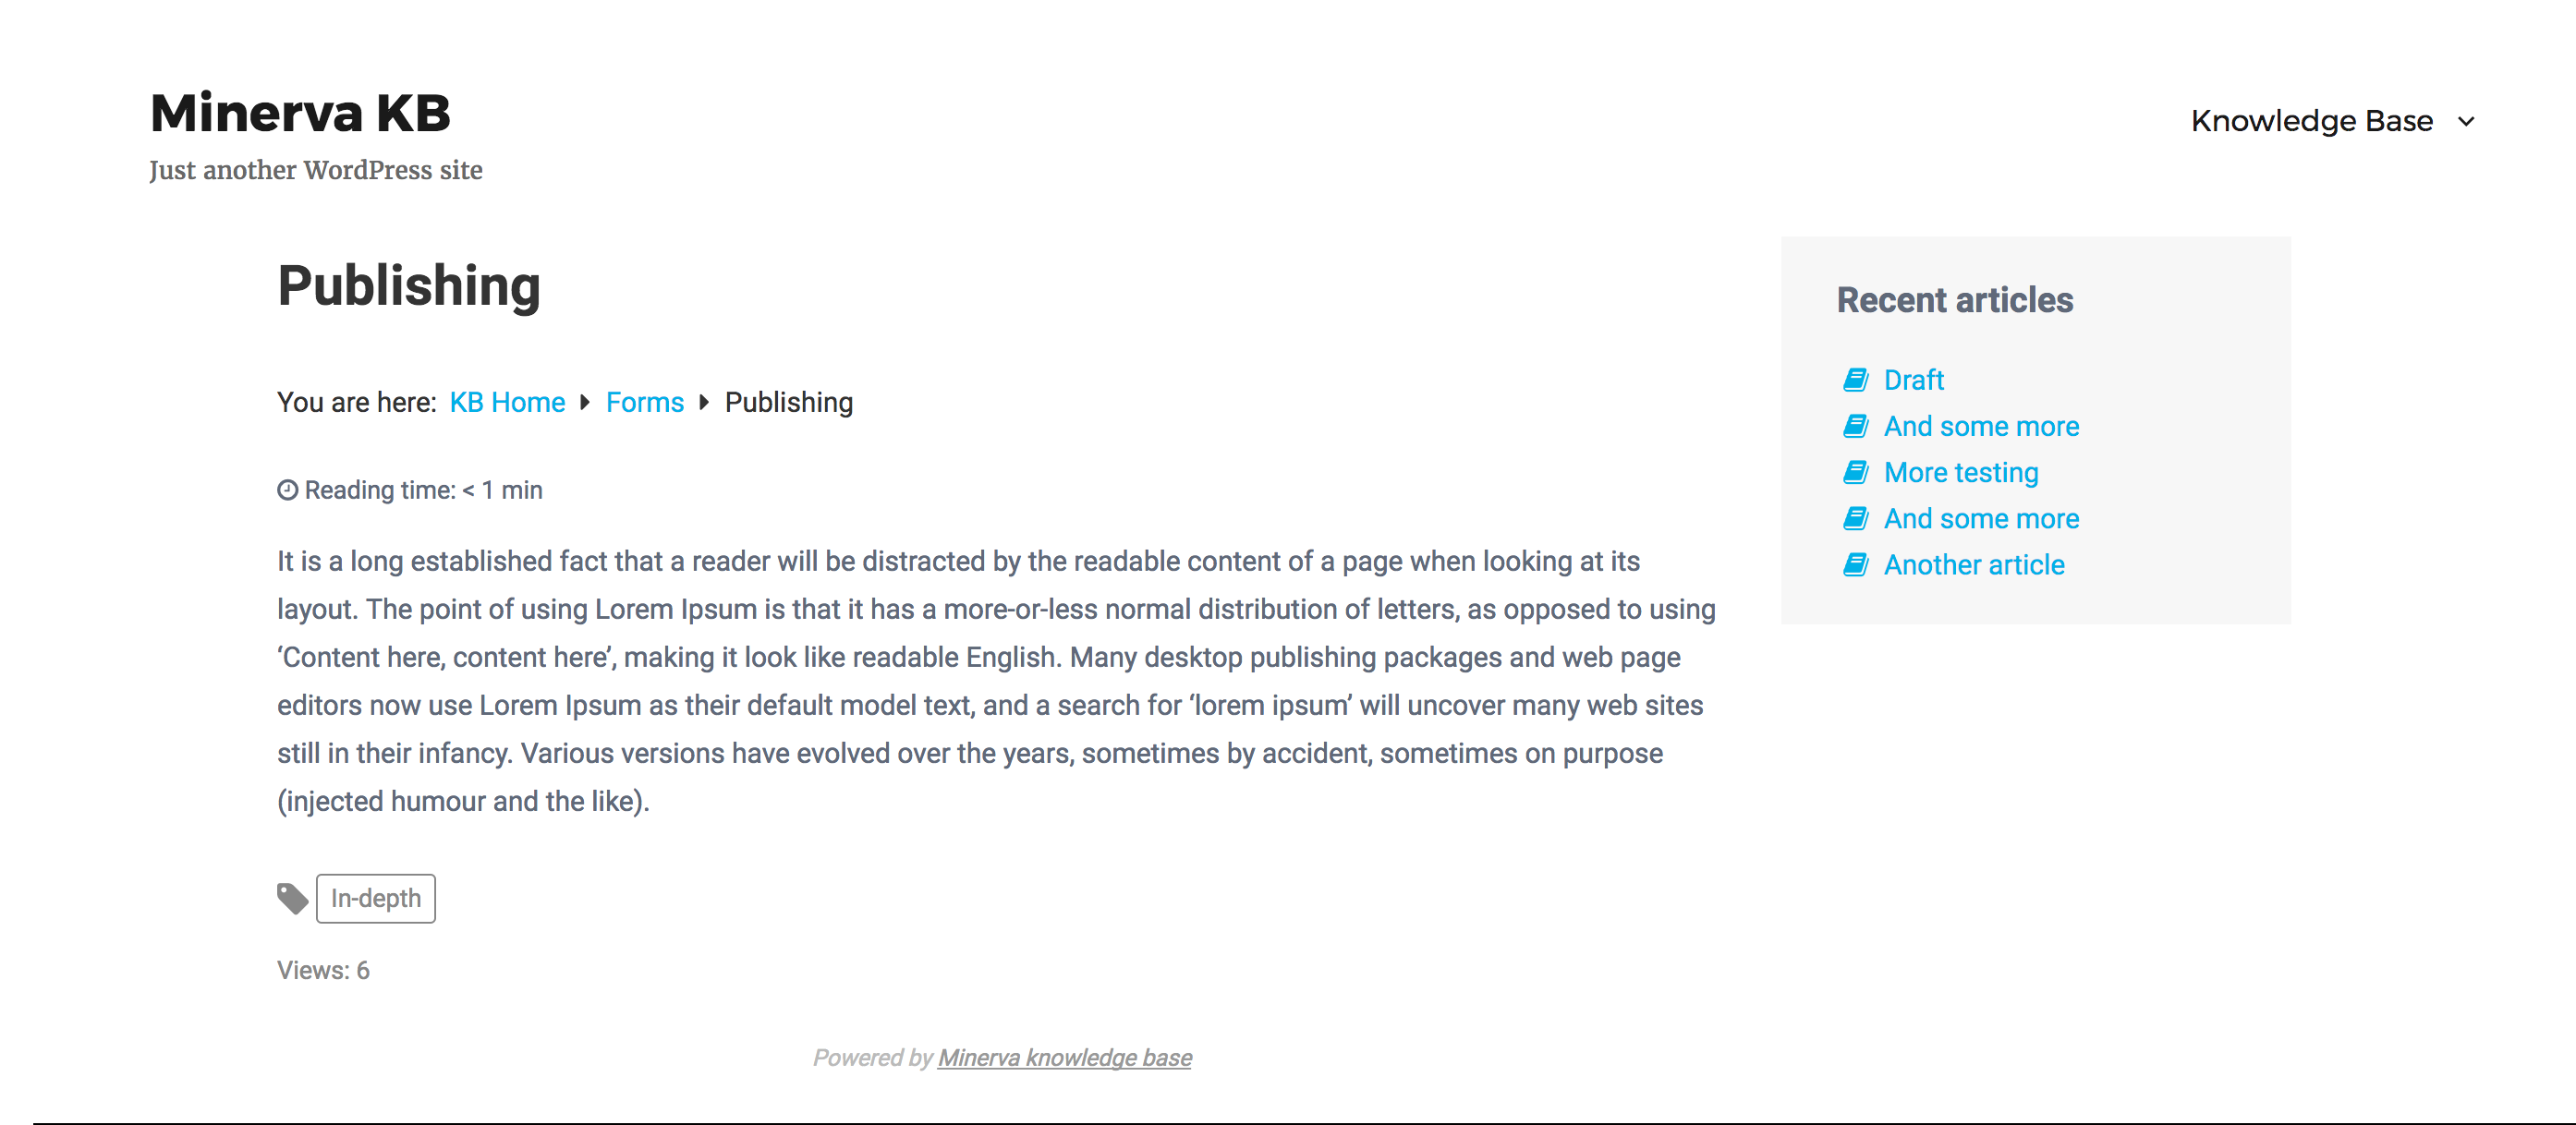 Minerva KB
Just another WordPress site
Knowledge Base
Publishing
You are here: KB Home Forms Publishing
Reading time: < 1 min
It is a long established fact that a reader will be distracted by the readable content of a page when looking at its
layout. The point of using Lorem Ipsum is that it has a more-or-less normal distribution of letters, as opposed to using
‘Content here, content here’, making it look like readable English. Many desktop publishing packages and web page
editors now use Lorem Ipsum as their default model text, and a search for ‘lorem ipsum’ will uncover many web sites
still in their infancy. Various versions have evolved over the years, sometimes by accident, sometimes on purpose
(injected humour and the like).
In-depth
Views: 6
Recent articles
Draft
And some more
More testing
And some more
Another article
Powered by Minerva knowledge base